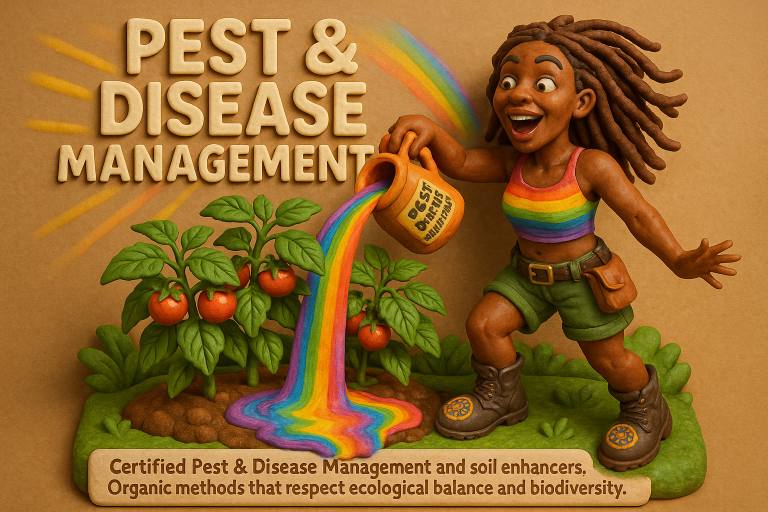 PEST &
DISEASE
MANAGEMENT
Certified Pest & Disease Management and soil enhancers,
Organic methods that respect ecological balance and biodiversity.